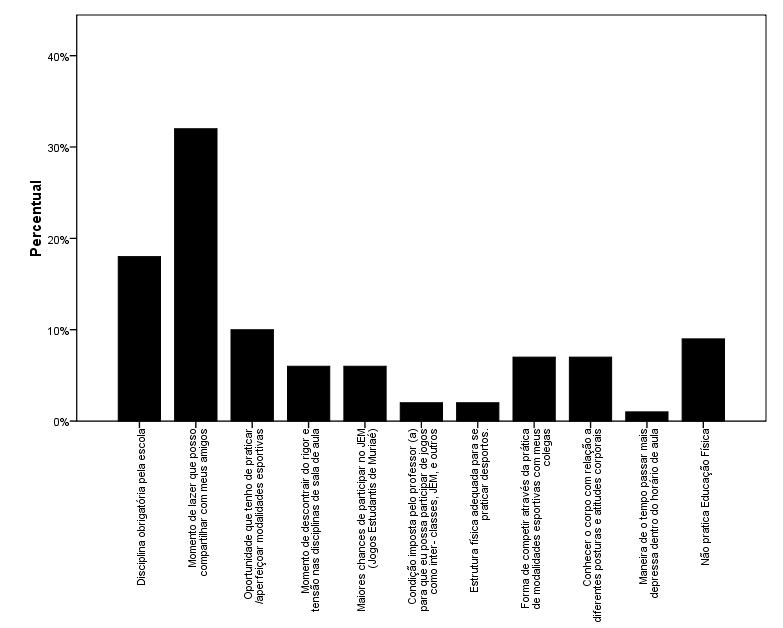 Percentual
40%
30%
20%
10%
0%
Disciplina obrigatória pela escola
Momento de lazer que posso
compartilhar com meus amigos
Oportunidade que tenho de praticar
/aperfeiçoar modalidades esportivas
Momento de descontrair do rigor e
tensão nas disciplinas de sala de aula
Maiores chances de participar no JEM
(Jogos Estudantis de Muriaé)
Condição imposta pelo professor (a)
para que eu possa participar de jogos
como inter - classes, JEM, e outros
Estrutura física adequada para se
praticar desportos.
Forma de competir através da prática
de modalidades esportivas com meus
colegas
Conhecer o corpo com relação a
diferentes posturas e atitudes corporais
Maneira de o tempo passar mais
depressa dentro do horário de aula
Não pratica Educação Física